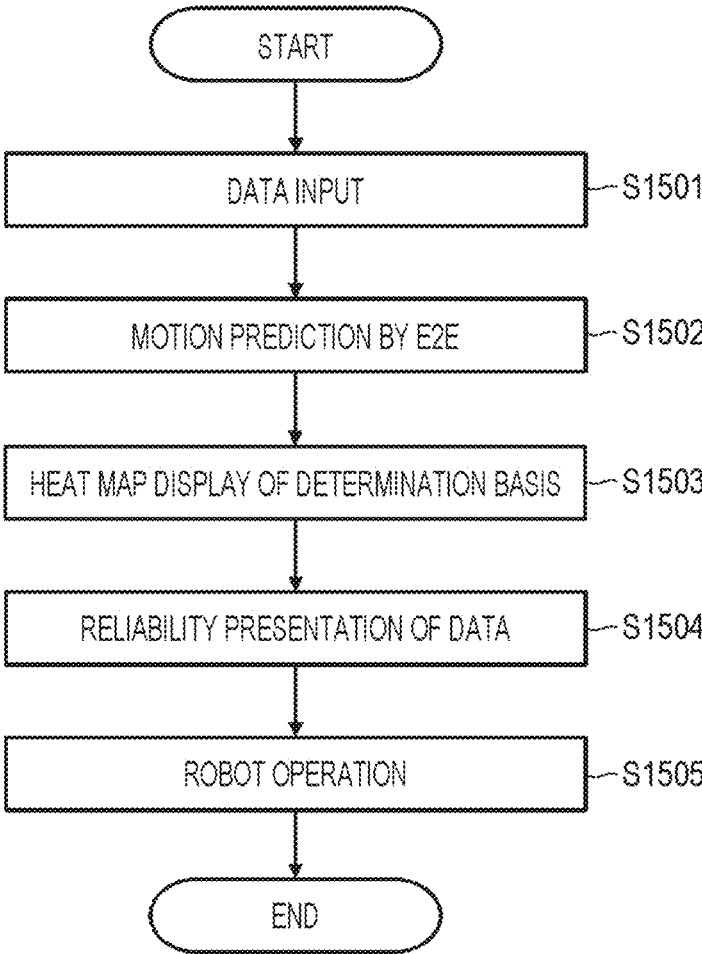 START
DATA INPUT
S1501
MOTION PREDICTION BY E2E
S1502
HEAT MAP DISPLAY OF DETERMINATION BASIS
S1503
RELIABILITY PRESENTATION OF DATA
S1504
ROBOT OPERATION
S1505
END